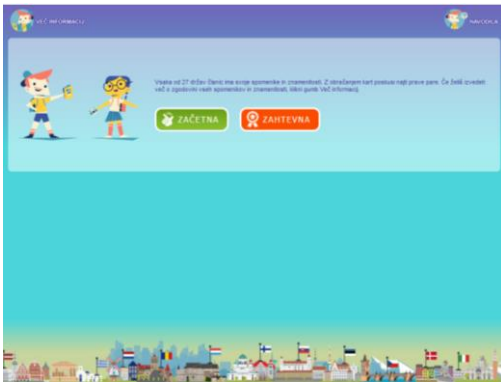 VEČ INFORMACIJ
NAVODILA
Vsaka od 27 držav članic ima svoje spomenike in znamenitosti. Z obračanjem kart poskusi najti prave pare. Če želiš izvedeti
več o zgodovini vseh spomenikov in znamenitosti, klikni gumb Več informacij.
ZAČETNA
ZAHTEVNA